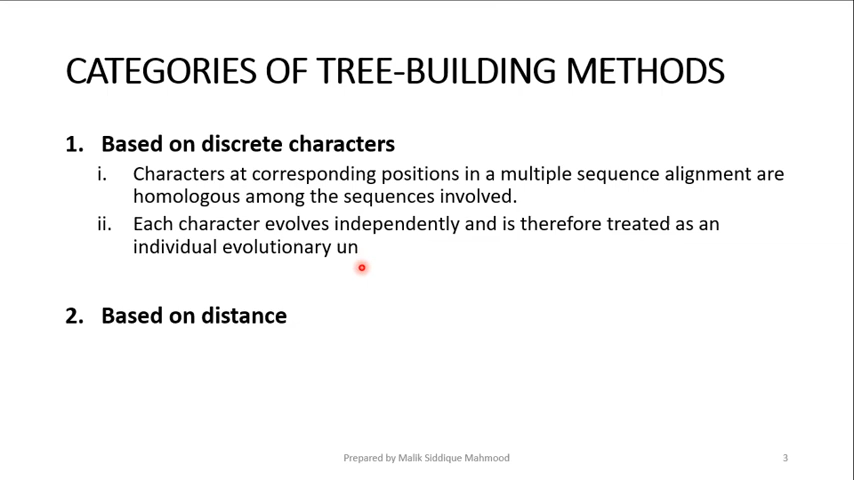 CATEGORIES OF TREE-BUILDING METHODS
1. Based on discrete characters
i. Characters at corresponding positions in a multiple sequence alignment are
homologous among the sequences involved.
ii. Each character evolves independently and is therefore treated as an
individual evolutionary un
2. Based on distance
Prepared by Malik Siddique Mahmood
3